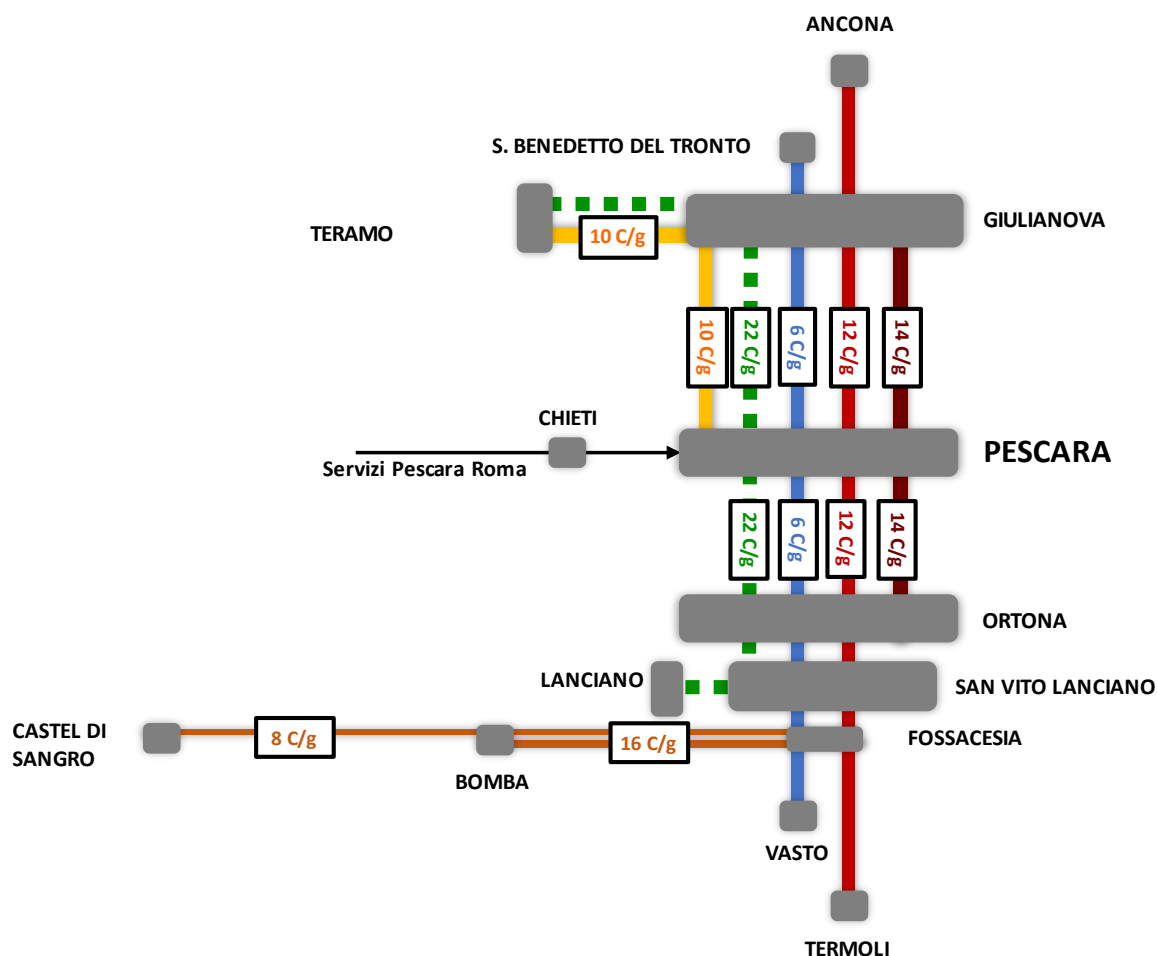 ANCONA
S. BENEDETTO DEL TRONTO
TERAMO
10 C/g
GIULIANOVA
10 C/g
22 C/g
6 C/g
12 C/g
14 C/g
CHIETI
Servizi Pescara Roma
PESCARA
22 C/g
6 C/g
12 C/g
14 C/g
ORTONA
LANCIANO
SAN VITO LANCIANO
CASTEL DI
SANGRO
8 C/g
16 C/g
FOSSACESIA
BOMBA
VASTO
TERMOLI